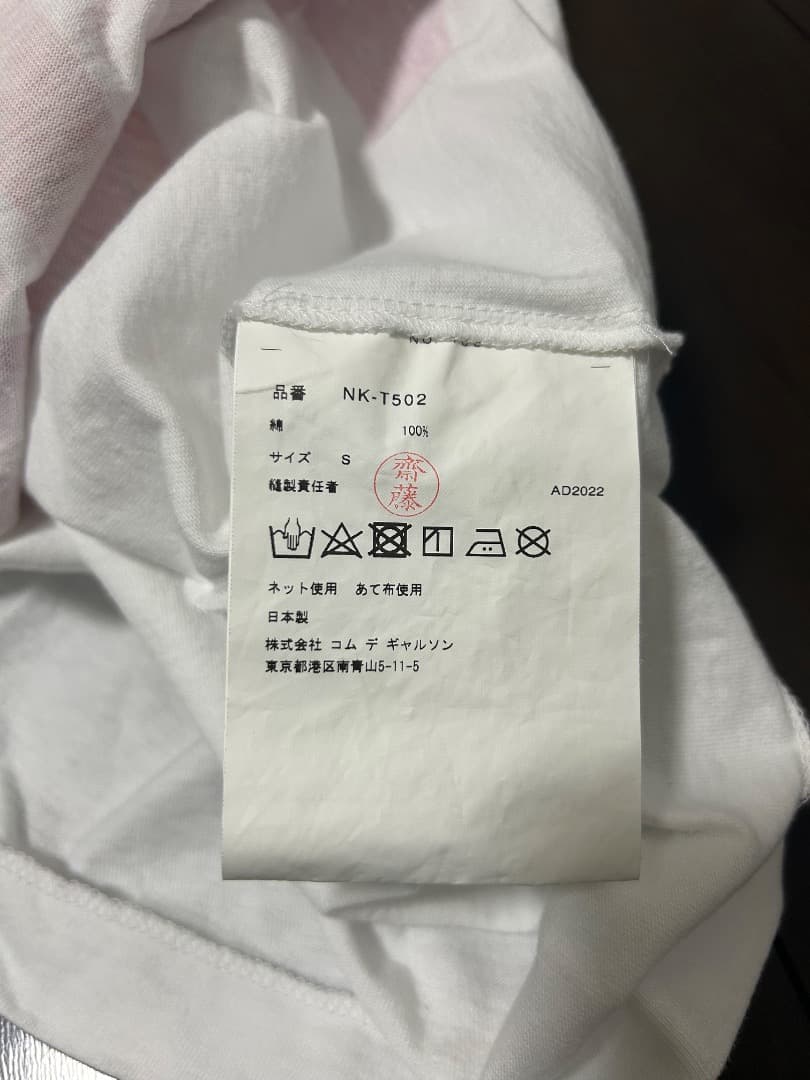 品番 NK-T502
綿 100%
サイズ S
縫製責任者 齋藤 AD2022
ネット使用 あて布使用
日本製
株式会社 コム デ ギャルソン
東京都港区南青山5-11-5